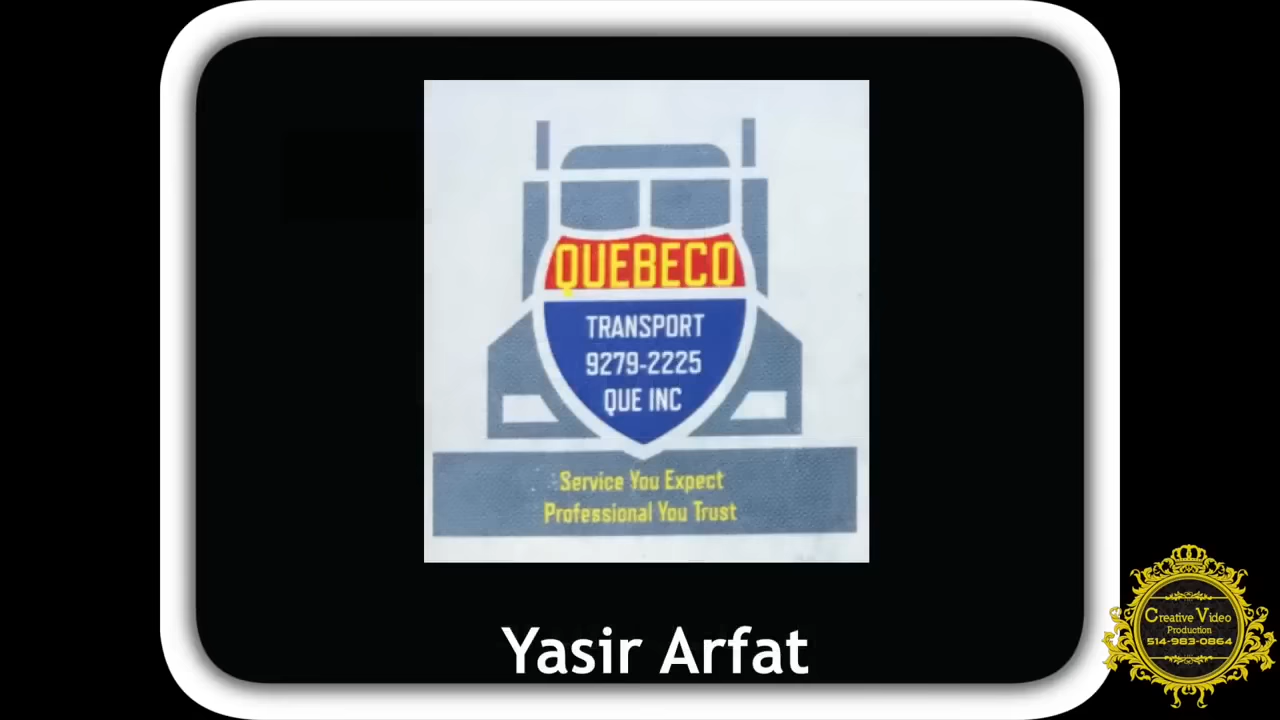 QUEBECO
TRANSPORT
9279-2225
QUE INC
Service You Expect
Professional You Trust
Yasir Arfat
Creative Video
Production
514-983-0864